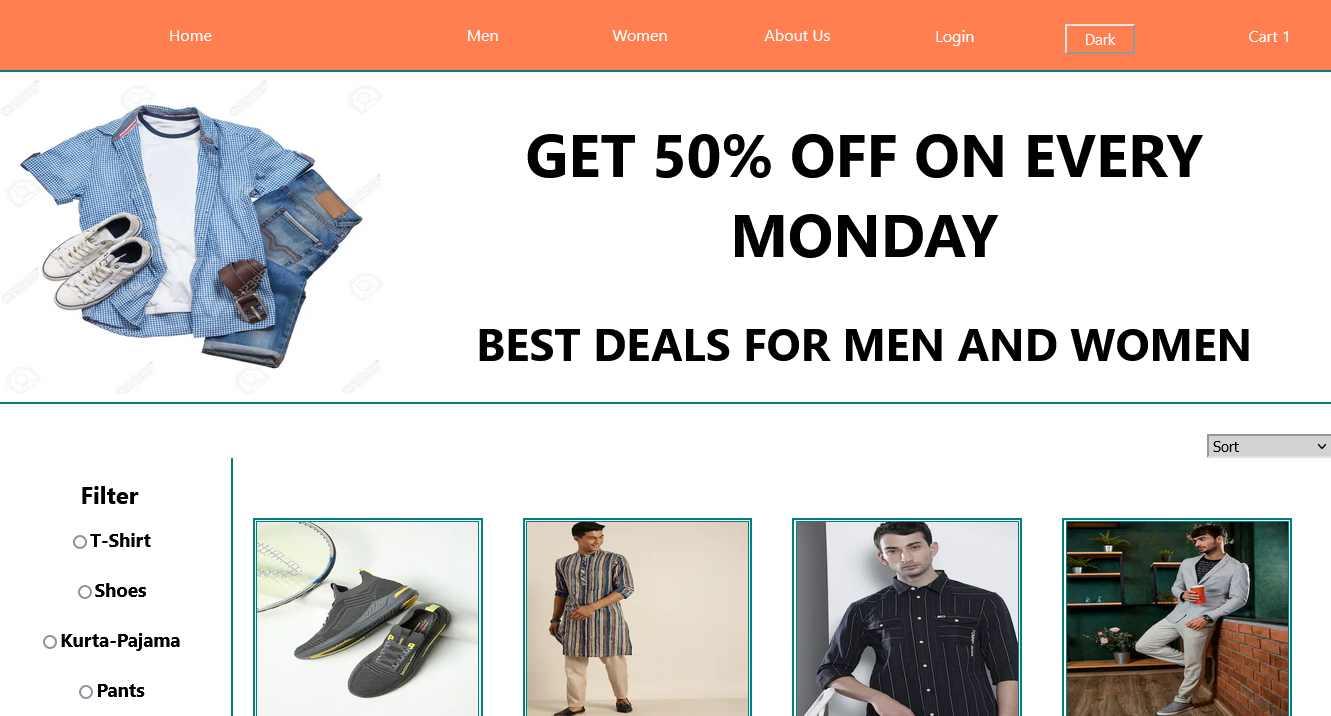 Home
Men
Women
About Us
Login
Dark
Cart 1
GET 50% OFF ON EVERY
MONDAY
BEST DEALS FOR MEN AND WOMEN
Sort
Filter
T-Shirt
Shoes
Kurta-Pajama
Pants